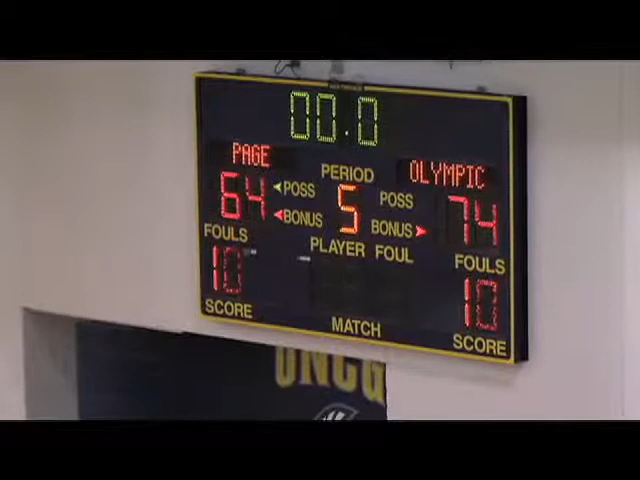 00.0
PAGE
OLYMPIC
PERIOD
64
POSS
5
POSS
74
BONUS
BONUS
FOULS
PLAYER FOUL
FOULS
10
10
SCORE
MATCH
SCORE
UNCG